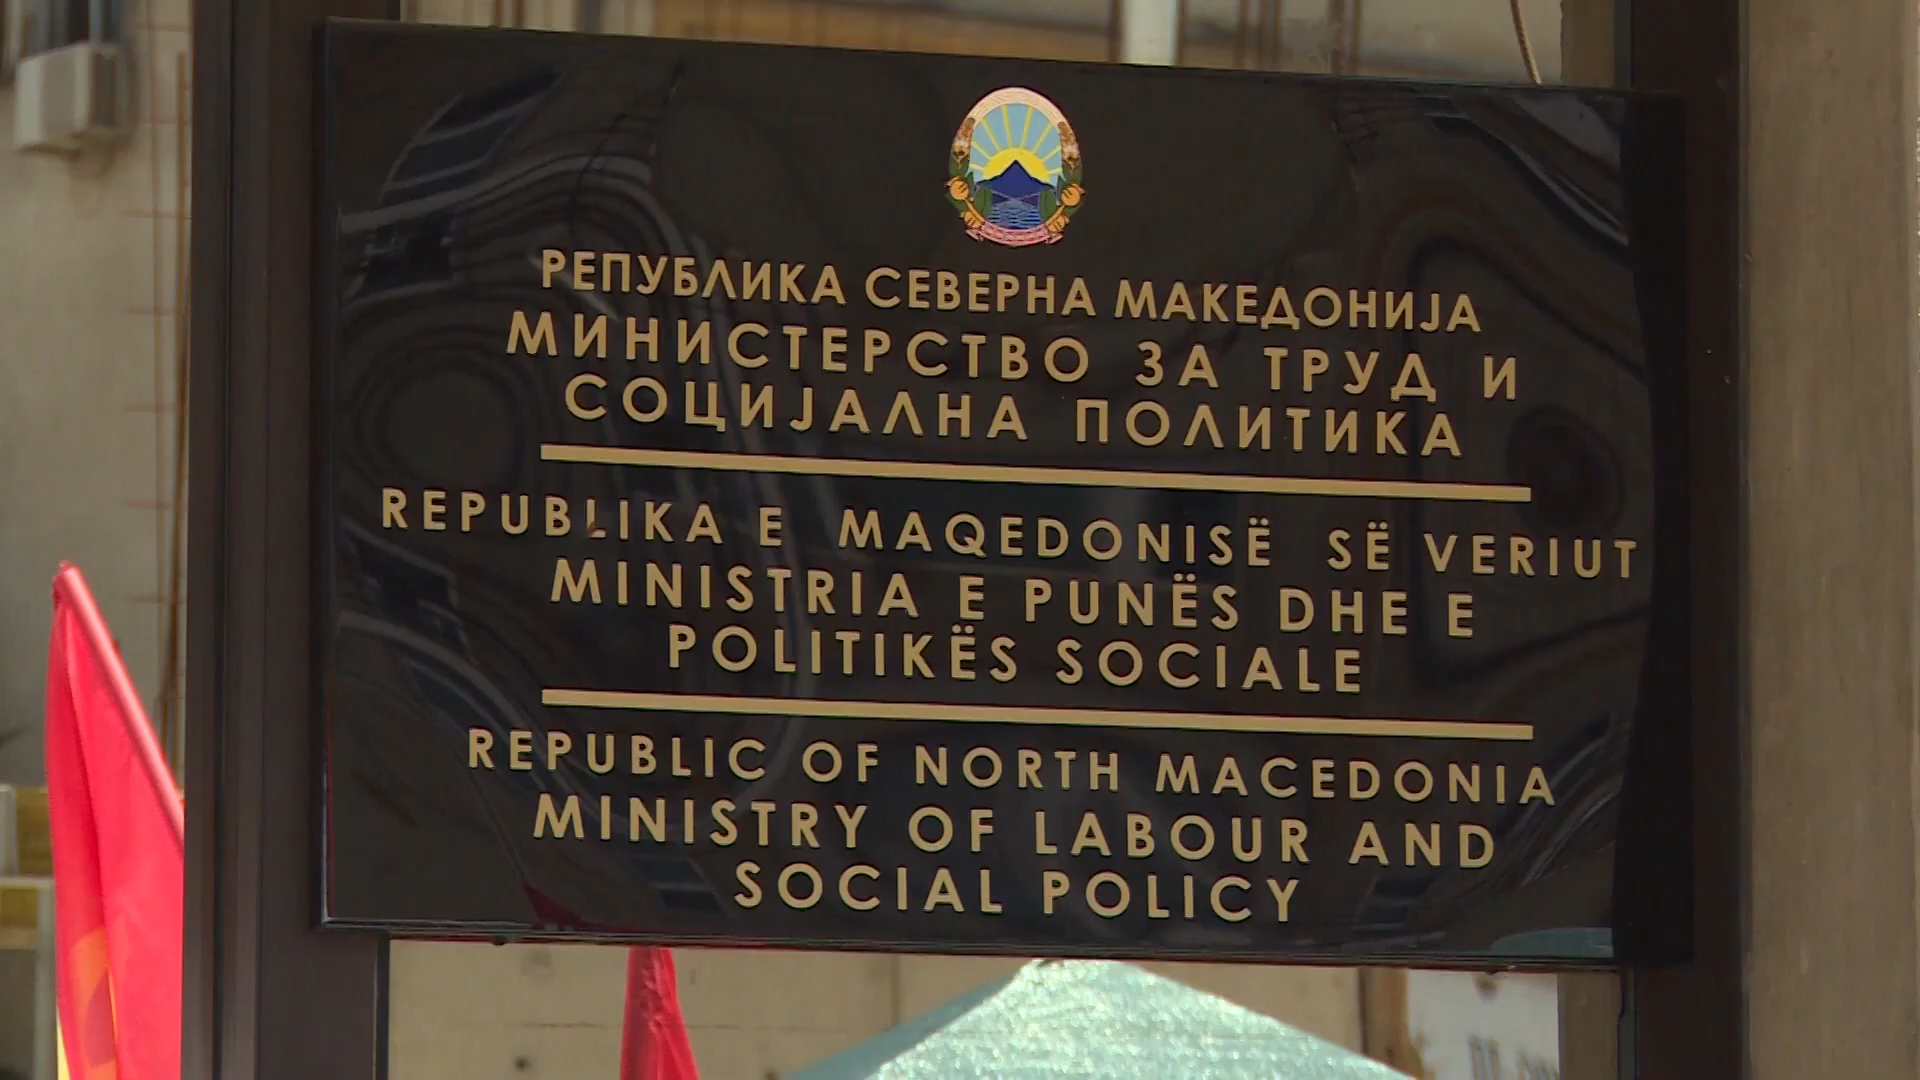 РЕПУБЛИКА СЕВЕРНА МАКЕДОНИЈА
МИНИСТЕРСТВО ЗА ТРУД И
СОЦИЈАЛНА ПОЛИТИКА
REPUBLIKA E MAQEDONISË SË VERIUT
MINISTRIA E PUNËS DHE E
POLITIKËS SOCIALE
REPUBLIC OF NORTH MACEDONIA
MINISTRY OF LABOUR AND
SOCIAL POLICY